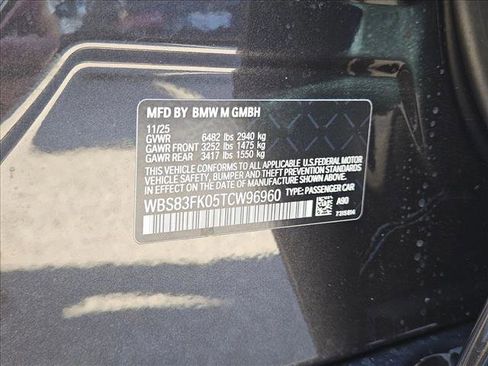 MFD BY BMW M GMBH
11/25
GVWR 6482 lbs 2940 kg
GAWR FRONT 3252 lbs 1475 kg
GAWR REAR 3417 lbs 1550 kg
THIS VEHICLE CONFORMS TO ALL APPLICABLE U.S.FEDERAL MOTOR
VEHICLE SAFETY, BUMPER, AND THEFT PREVENTION STANDARDS IN
EFFECT ON THE DATE OF MANUFACTURE SHOWN ABOVE.
WBS83FK05TCW96960 TYPE: PASSENGER CAR
A90
7315814